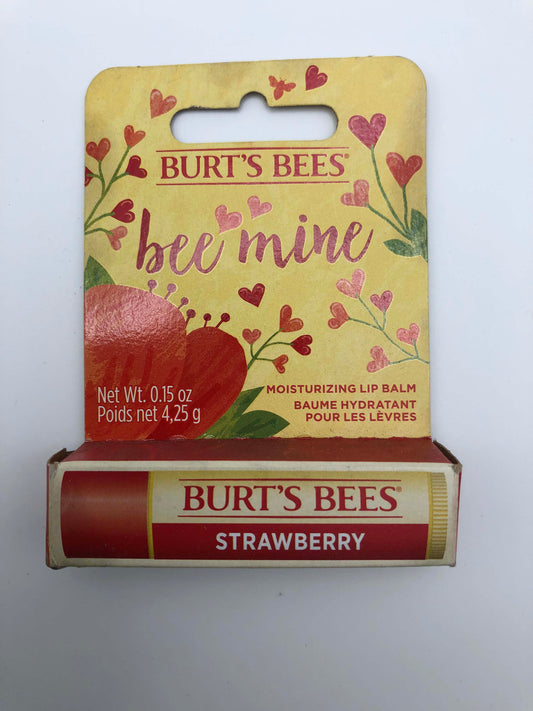 BURT'S BEES®
bee mine
Net Wt. 0.15 oz
Poids net 4,25 g
MOISTURIZING LIP BALM
BAUME HYDRATANT
POUR LES LÈVRES
BURT'S BEES®
STRAWBERRY